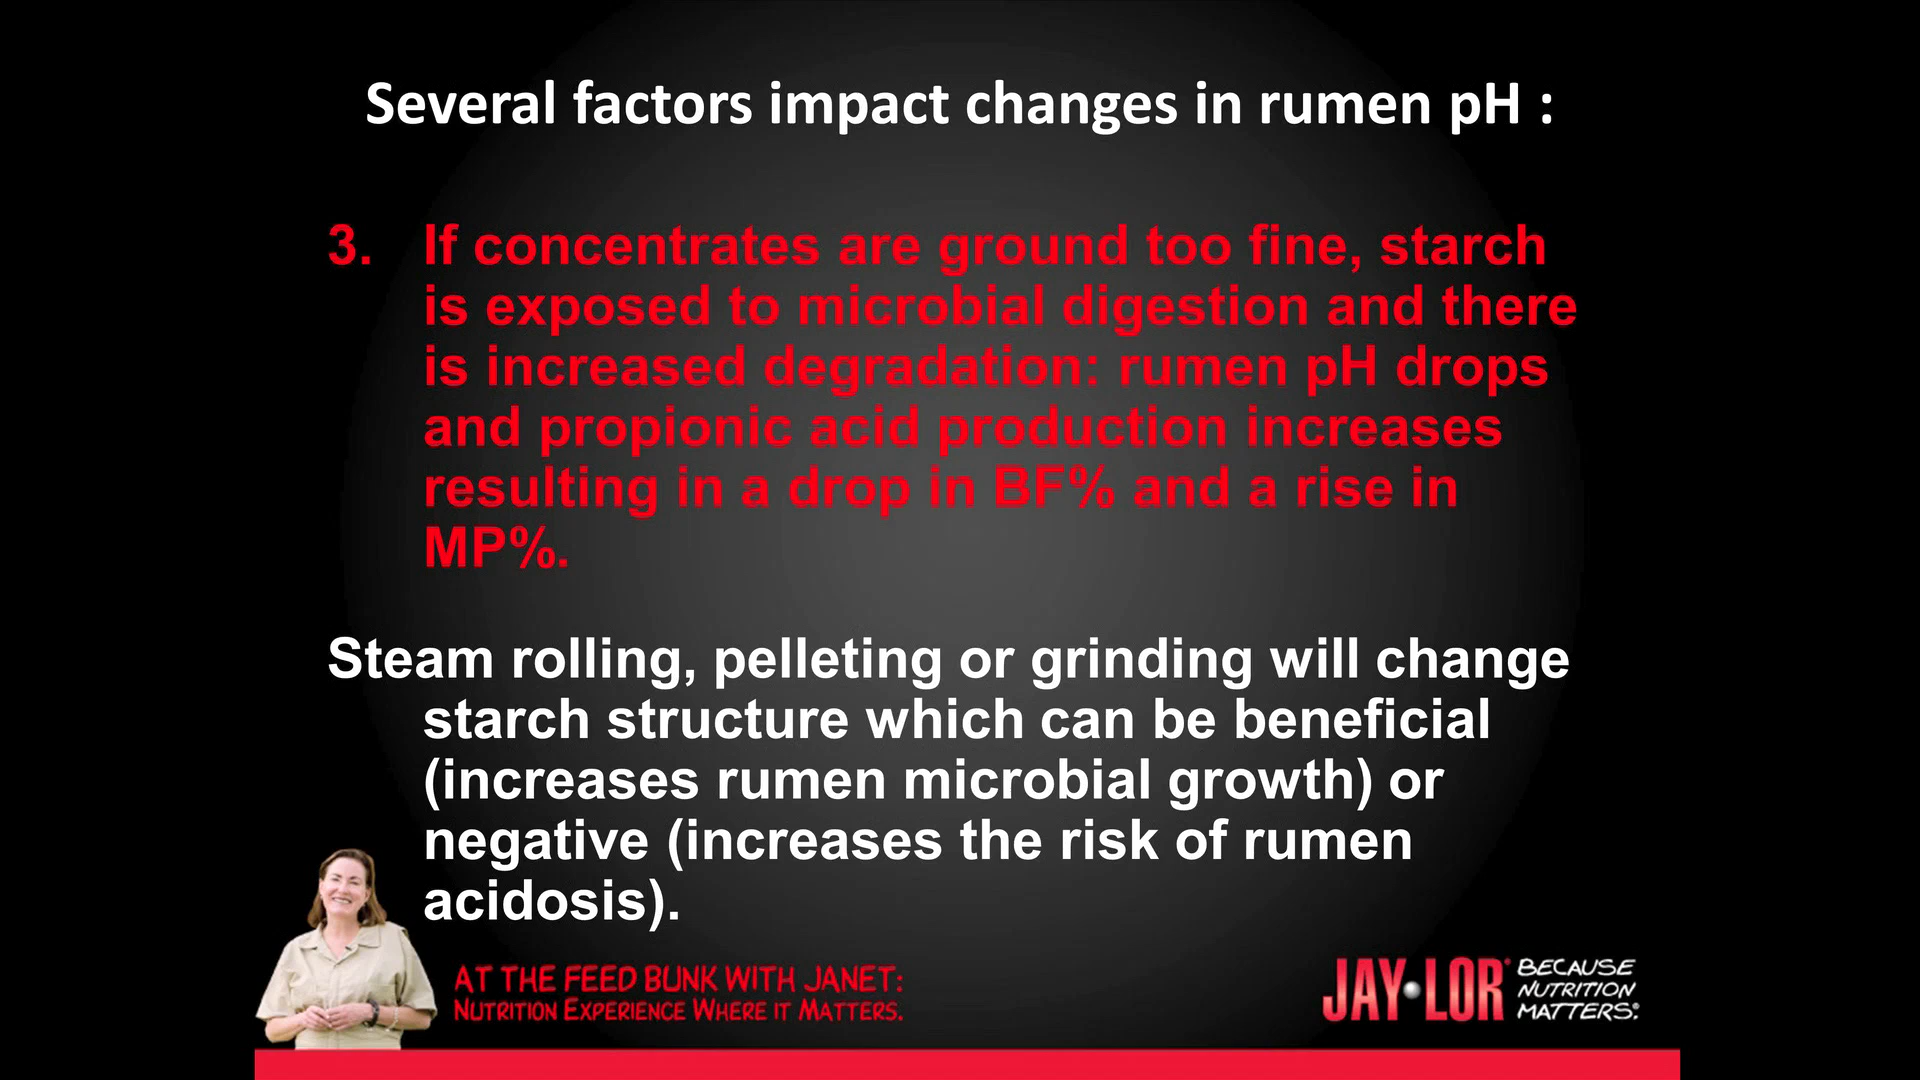 Several factors impact changes in rumen pH :
3. If concentrates are ground too fine, starch
is exposed to microbial digestion and there
is increased degradation: rumen pH drops
and propionic acid production increases
resulting in a drop in BF% and a rise in
MP%.
Steam rolling, pelleting or grinding will change
starch structure which can be beneficial
(increases rumen microbial growth) or
negative (increases the risk of rumen
acidosis).
AT THE FEED BUNK WITH JANET:
NUTRITION EXPERIENCE WHERE IT MATTERS.
JAY•LOR®
BECAUSE
NUTRITION
MATTERS.®